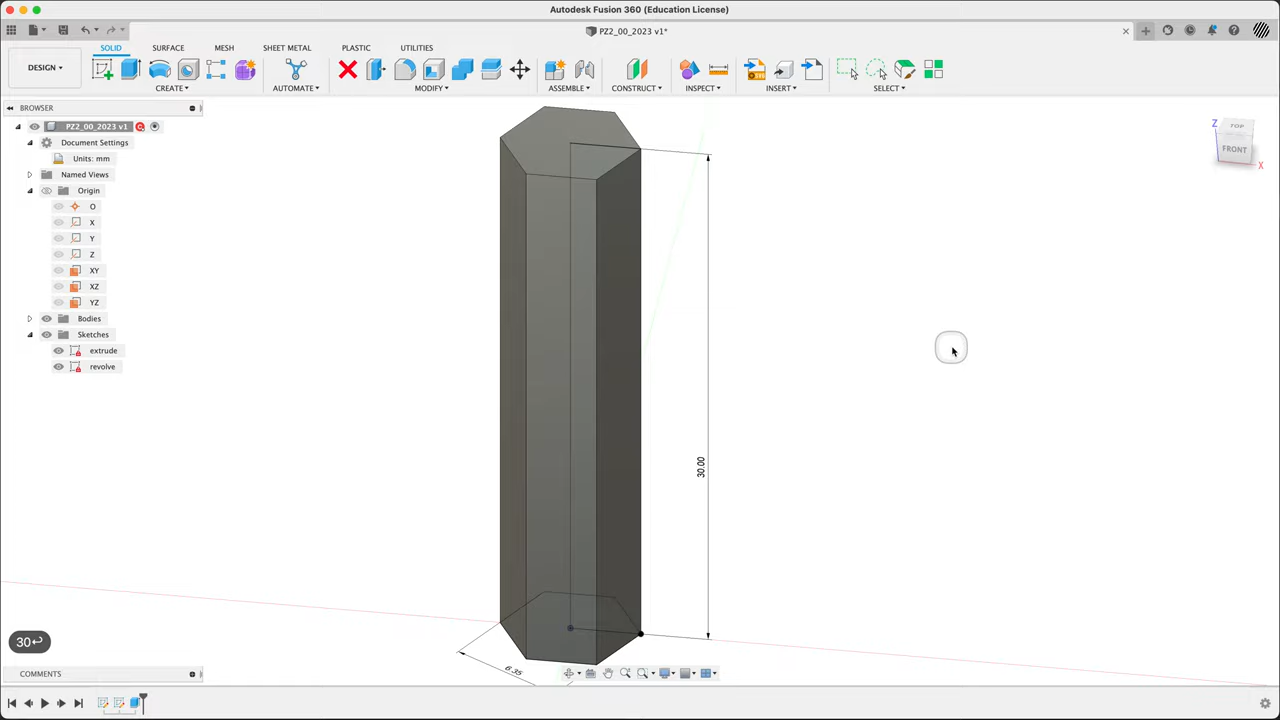 Autodesk Fusion 360 (Education License)
PZ2_00_2023 v1*
DESIGN
SOLID
SURFACE
MESH
SHEET METAL
PLASTIC
UTILITIES
CREATE
AUTOMATE
MODIFY
ASSEMBLE
CONSTRUCT
INSPECT
INSERT
SELECT
BROWSER
PZ2_00_2023 v1
Document Settings
Units: mm
Named Views
Origin
O
X
Y
Z
XY
XZ
YZ
Bodies
Sketches
extrude
revolve
TOP
FRONT
Z
X
30.00
6.35
30
COMMENTS